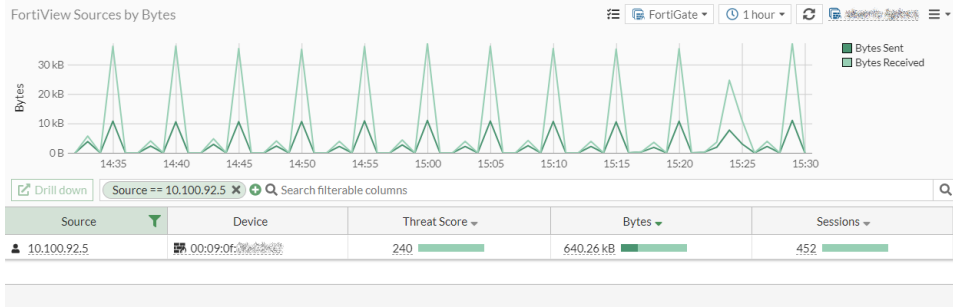 FortiView Sources by Bytes
FortiGate
1 hour
Bytes Sent
Bytes Received
Bytes
30 kB
20 kB
10 kB
0 B
14:35 14:40 14:45 14:50 14:55 15:00 15:05 15:10 15:15 15:20 15:25 15:30
Drill down
Source == 10.100.92.5
Search filterable columns
Source Device Threat Score Bytes Sessions
10.100.92.5 00:09:0f: 240 640.26 kB 452